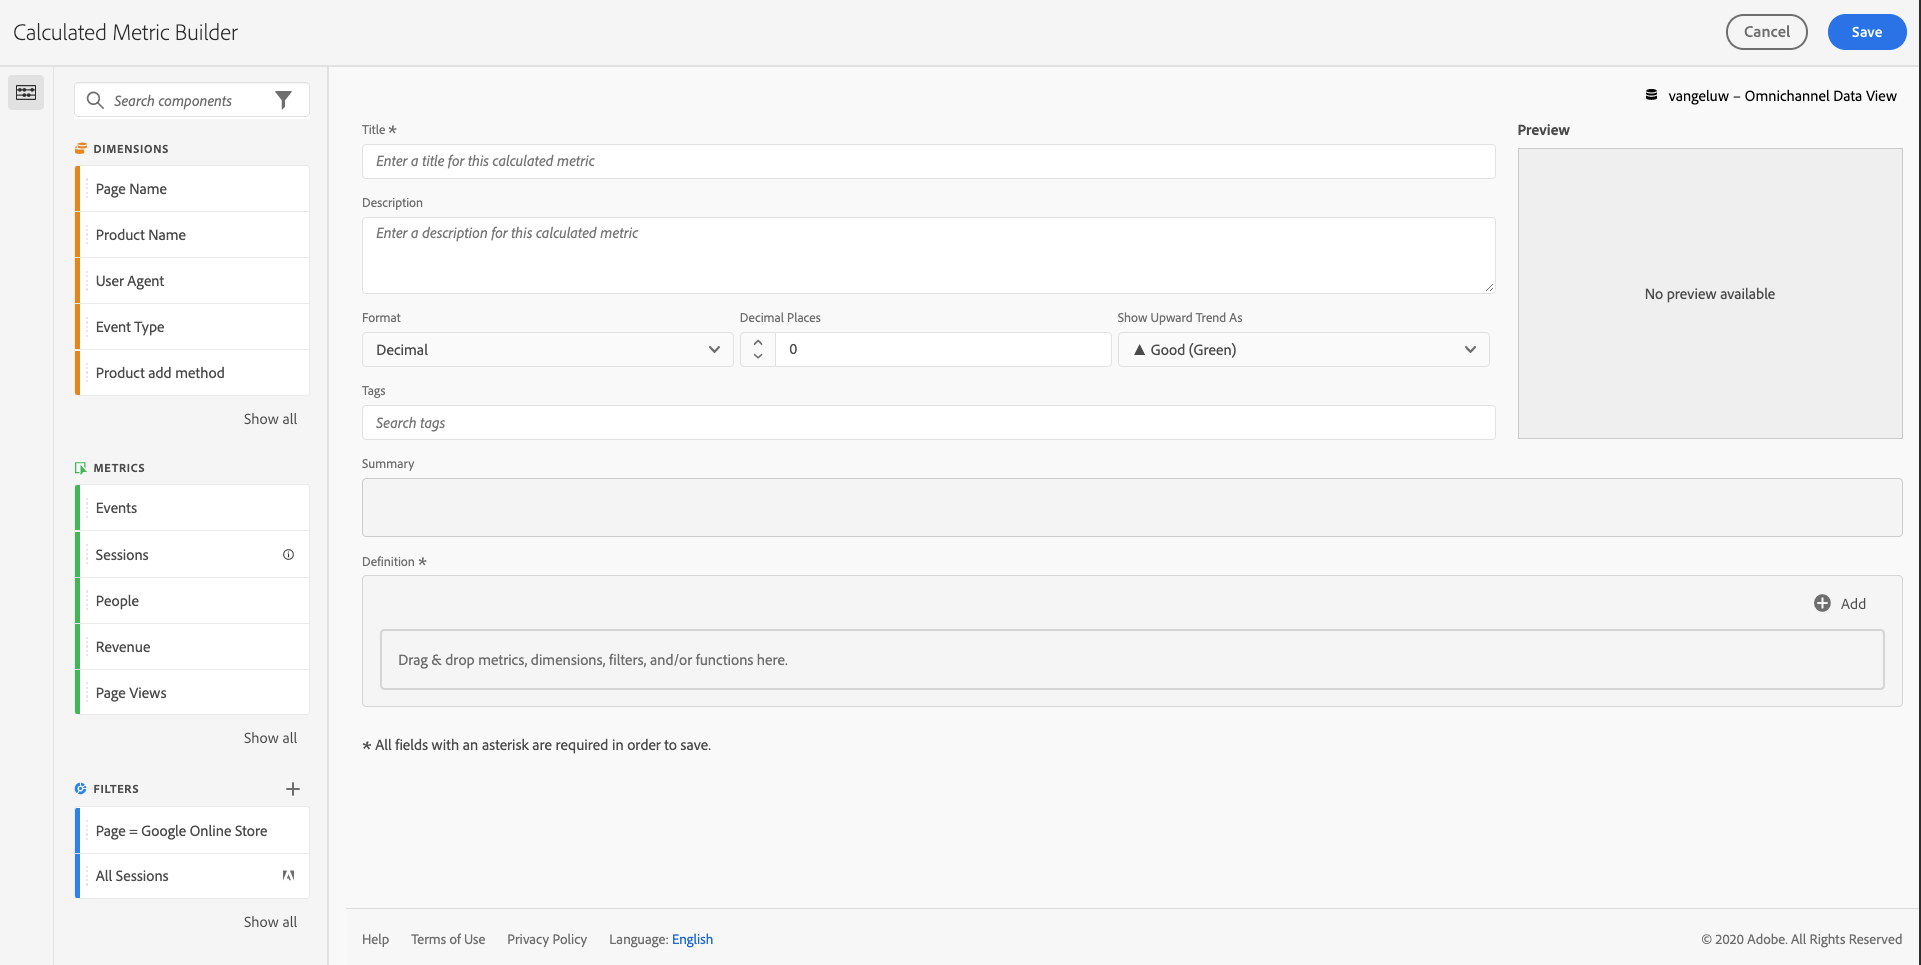 Calculated Metric Builder
Cancel
Save
Search components
DIMENSIONS
Page Name
Product Name
User Agent
Event Type
Product add method
Show all
METRICS
Events
Sessions
People
Revenue
Page Views
Show all
FILTERS
Page = Google Online Store
All Sessions
Show all
vangeluw – Omnichannel Data View
Title *
Enter a title for this calculated metric
Description
Enter a description for this calculated metric
Format
Decimal Places
Show Upward Trend As
Decimal
0
▲ Good (Green)
Tags
Search tags
Preview
No preview available
Summary
Definition *
Add
Drag & drop metrics, dimensions, filters, and/or functions here.
* All fields with an asterisk are required in order to save.
Help Terms of Use Privacy Policy Language: English
© 2020 Adobe. All Rights Reserved